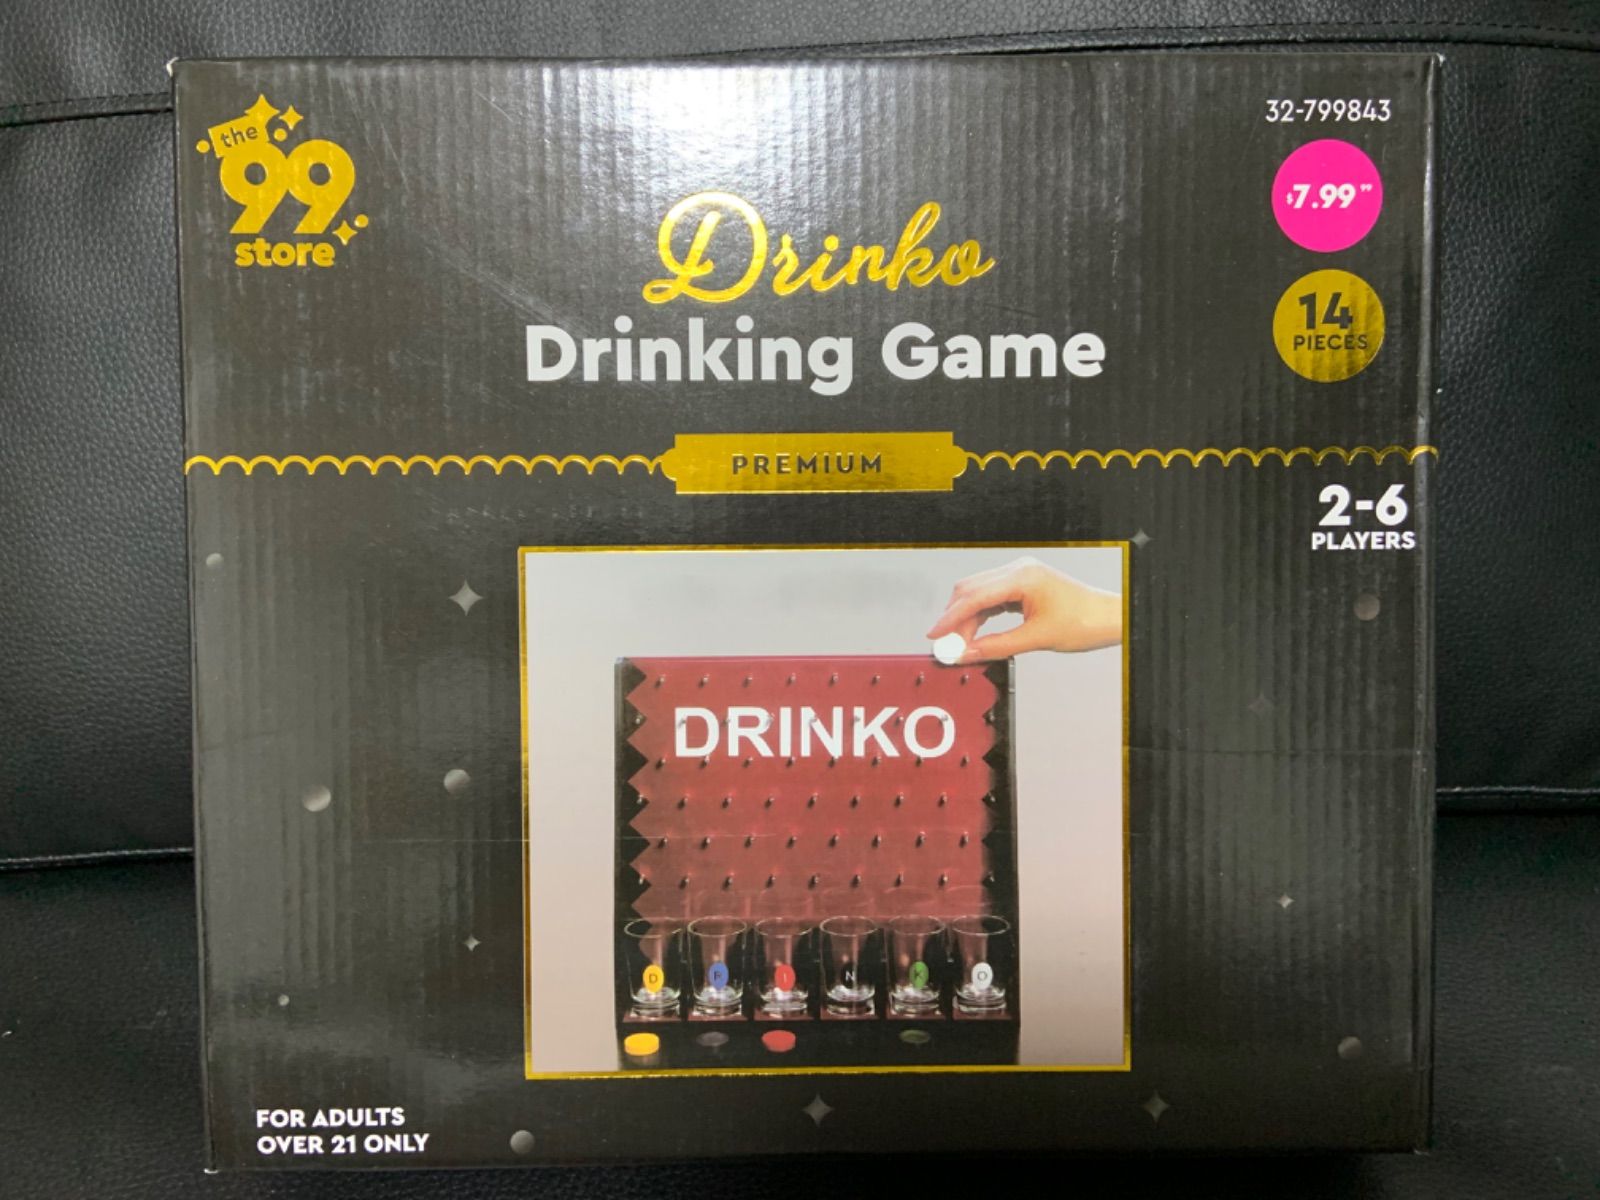 the
99
store
32-799843
$7.99 99
14
PIECES
Drinko
Drinking Game
PREMIUM
2-6
PLAYERS
DRINKO
D R I N K O
FOR ADULTS
OVER 21 ONLY